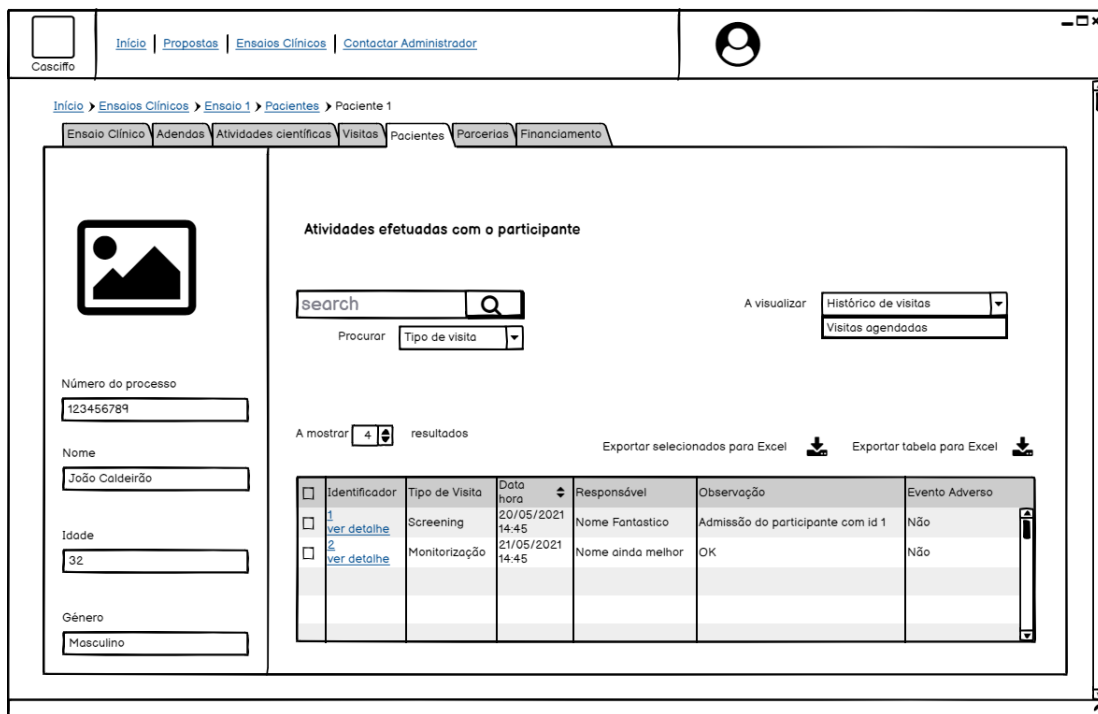 Início | Propostas | Ensaios Clínicos | Contactar Administrador
Casciffo
Início > Ensaios Clínicos > Ensaio 1 > Pacientes > Paciente 1
Ensaio Clínico Adendas Atividades científicas Visitas Pacientes Parcerias Financiamento
Número do processo
123456789
Nome
João Caldeirão
Idade
32
Género
Masculino
Atividades efetuadas com o participante
search
Procurar Tipo de visita
A visualizar Histórico de visitas
Visitas agendadas
A mostrar 4 resultados
Exportar selecionados para Excel Exportar tabela para Excel
Identificador Tipo de Visita Data hora Responsável Observação Evento Adverso
1 ver detalhe Screening 20/05/2021 14:45 Nome Fantastico Admissão do participante com id 1 Não
2 ver detalhe Monitorização 21/05/2021 14:45 Nome ainda melhor OK Não